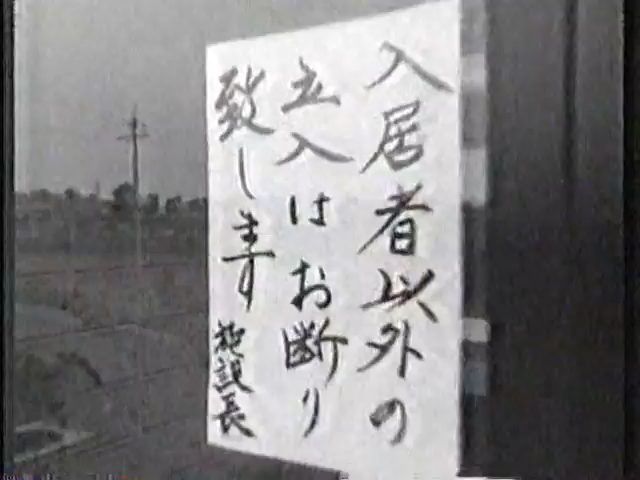 入居者以外の
立入はお断り
致します
施設長